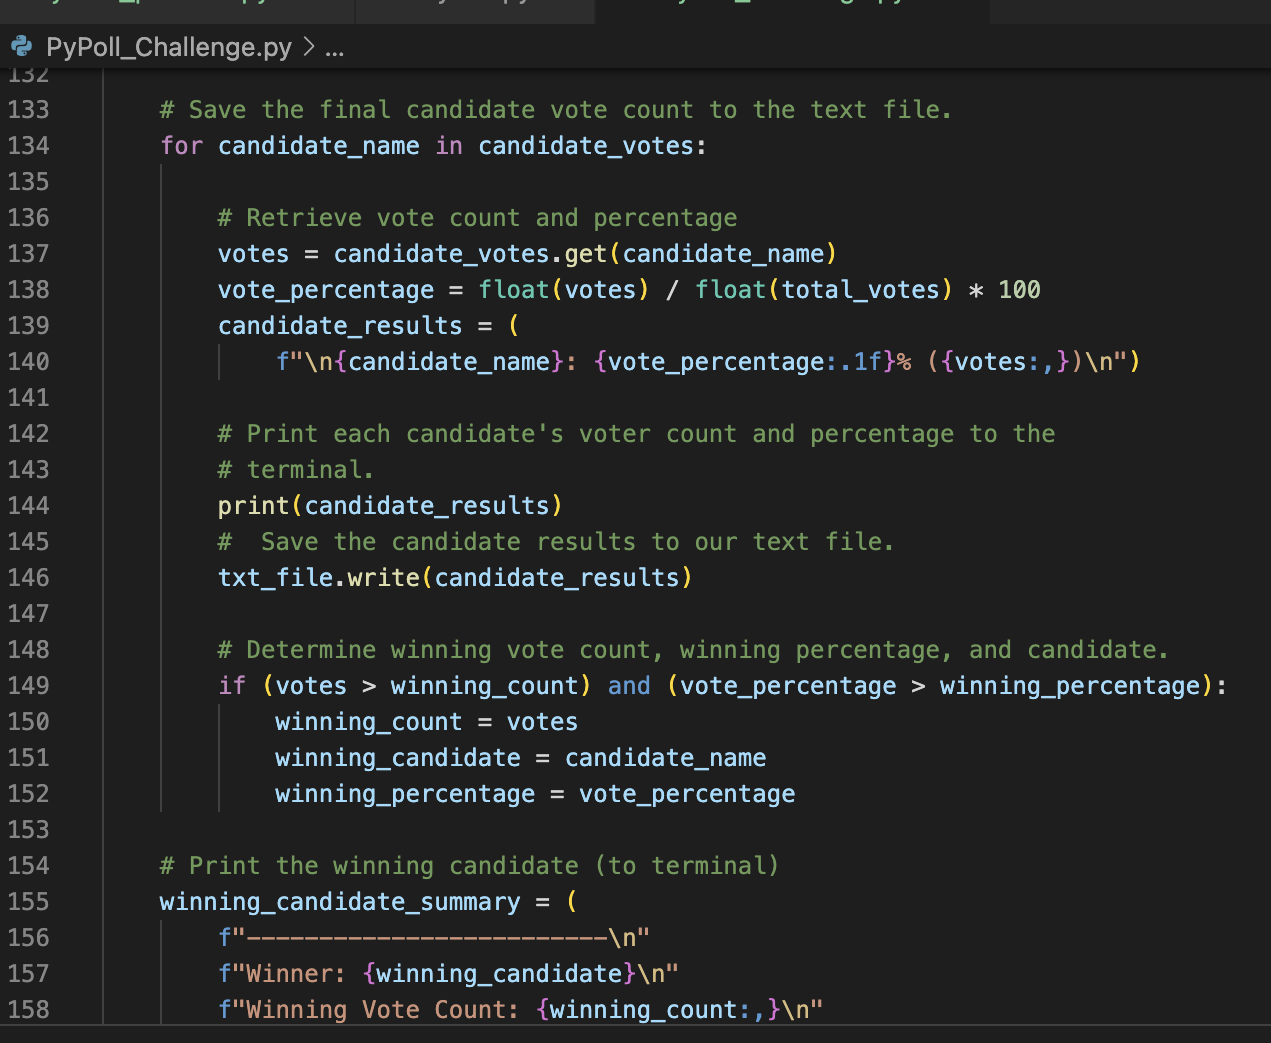 PyPoll_Challenge.py > ...
132
133 # Save the final candidate vote count to the text file.
134 for candidate_name in candidate_votes:
135
136 # Retrieve vote count and percentage
137 votes = candidate_votes.get(candidate_name)
138 vote_percentage = float(votes) / float(total_votes) * 100
139 candidate_results = (
140 f"\n{candidate_name}: {vote_percentage:.1f}% ({votes:,})\n")
141
142 # Print each candidate's voter count and percentage to the
143 # terminal.
144 print(candidate_results)
145 #  Save the candidate results to our text file.
146 txt_file.write(candidate_results)
147
148 # Determine winning vote count, winning percentage, and candidate.
149 if (votes > winning_count) and (vote_percentage > winning_percentage):
150 winning_count = votes
151 winning_candidate = candidate_name
152 winning_percentage = vote_percentage
153
154 # Print the winning candidate (to terminal)
155 winning_candidate_summary = (
156 f"-------------------------\n"
157 f"Winner: {winning_candidate}\n"
158 f"Winning Vote Count: {winning_count:,}\n"